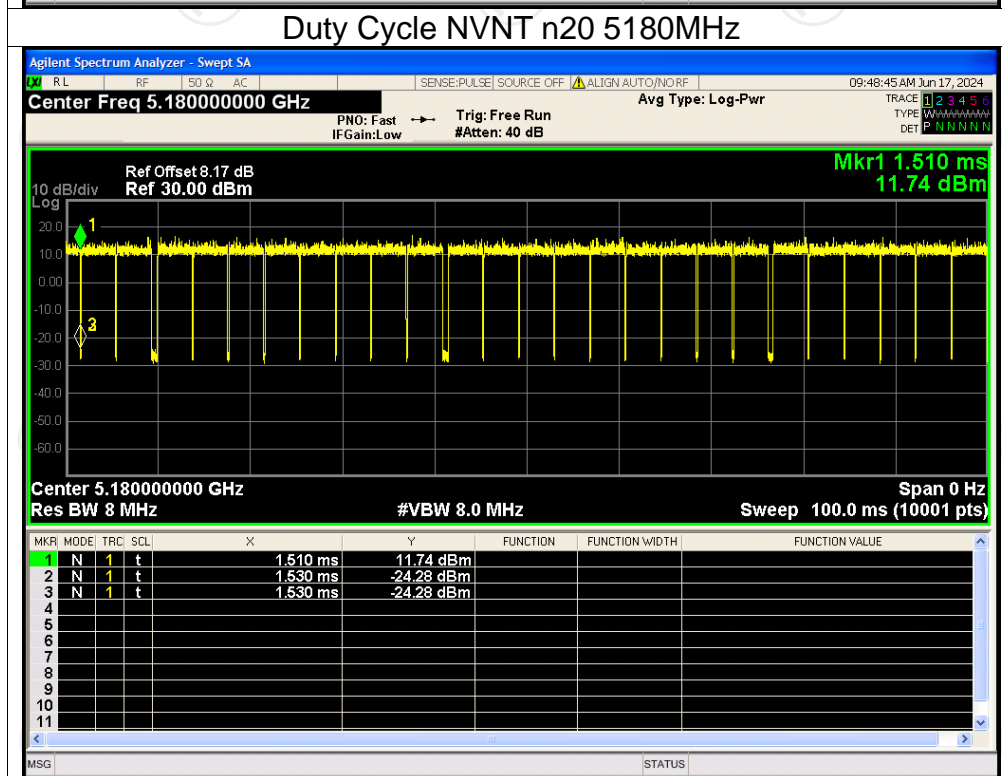 Duty Cycle NVNT n20 5180MHz
Agilent Spectrum Analyzer - Swept SA
LXI RL RF 50 Ω AC SENSE:PULSE SOURCE OFF ALIGN AUTO/NO RF 09:48:45 AM Jun 17, 2024
Center Freq 5.180000000 GHz
PNO: Fast
IFGain:Low
Trig: Free Run
#Atten: 40 dB
Avg Type: Log-Pwr
TRACE 1 2 3 4 5 6
TYPE W
DET P N N N N N
Mkr1 1.510 ms
11.74 dBm
Ref Offset 8.17 dB
10 dB/div Ref 30.00 dBm
Log
20.0
10.0
0.00
-10.0
-20.0
-30.0
-40.0
-50.0
-60.0
1
3
Center 5.180000000 GHz Span 0 Hz
Res BW 8 MHz #VBW 8.0 MHz Sweep 100.0 ms (10001 pts)
MKR MODE TRC SCL X Y FUNCTION FUNCTION WIDTH FUNCTION VALUE
1 N 1 t 1.510 ms 11.74 dBm
2 N 1 t 1.530 ms -24.28 dBm
3 N 1 t 1.530 ms -24.28 dBm
4
5
6
7
8
9
10
11
MSG STATUS